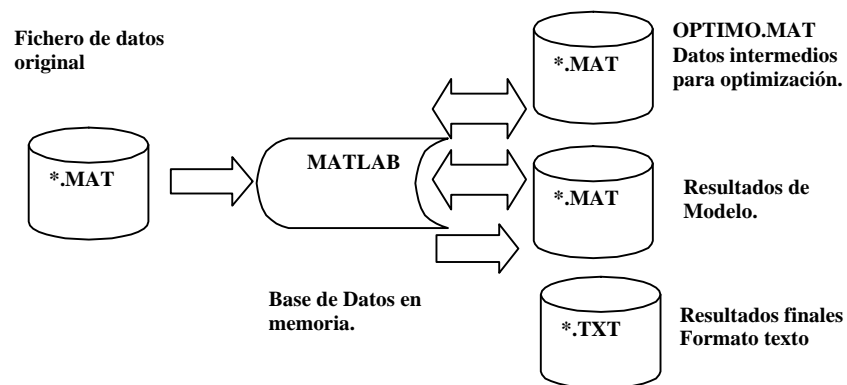 Fichero de datos
original
*.MAT
MATLAB
Base de Datos en
memoria.
*.MAT
OPTIMO.MAT
Datos intermedios
para optimización.
*.MAT
Resultados de
Modelo.
*.TXT
Resultados finales
Formato texto